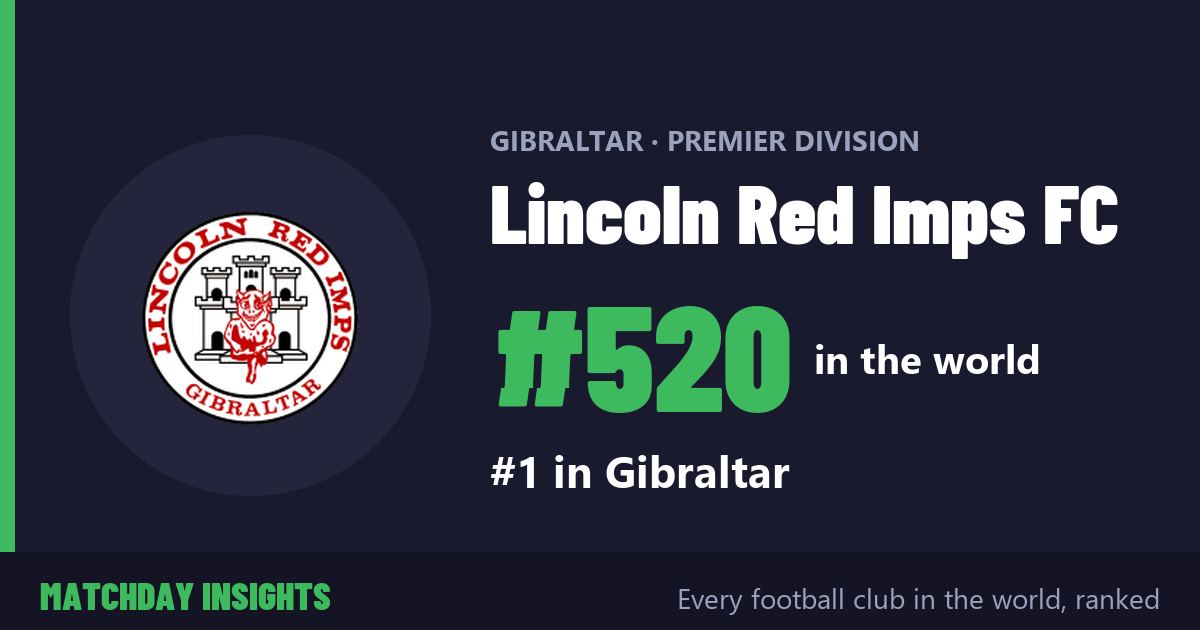 GIBRALTAR · PREMIER DIVISION
Lincoln Red Imps FC
LINCOLN RED IMPS
GIBRALTAR
#520 in the world
#1 in Gibraltar
MATCHDAY INSIGHTS
Every football club in the world, ranked